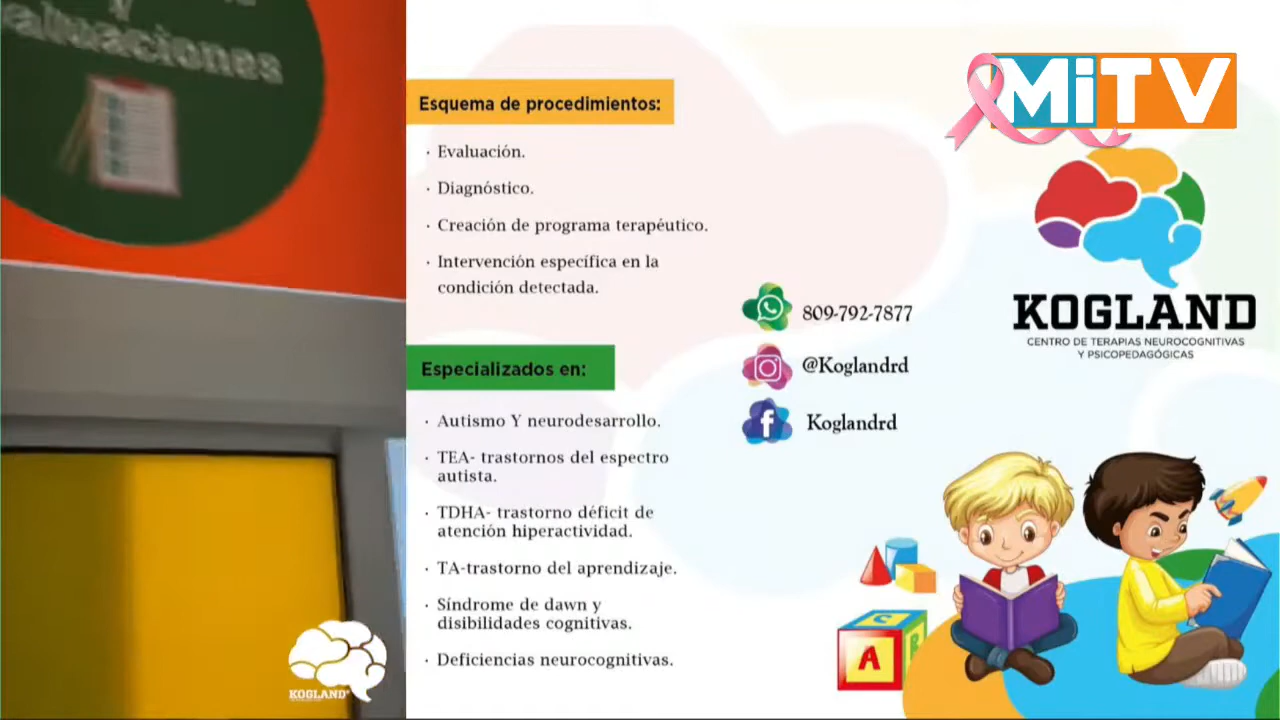 y
aluaciones
Esquema de procedimientos:
· Evaluación.
· Diagnóstico.
· Creación de programa terapéutico.
· Intervención específica en la
condición detectada.
Especializados en:
· Autismo Y neurodesarrollo.
· TEA- trastornos del espectro
autista.
· TDHA- trastorno déficit de
atención hiperactividad.
· TA-trastorno del aprendizaje.
· Síndrome de dawn y
disibilidades cognitivas.
· Deficiencias neurocognitivas.
809-792-7877
@Koglandrd
Koglandrd
MiTV
KOGLAND
CENTRO DE TERAPIAS NEUROCOGNITIVAS
Y PSICOPEDAGÓGICAS
C
A
KOGLAND